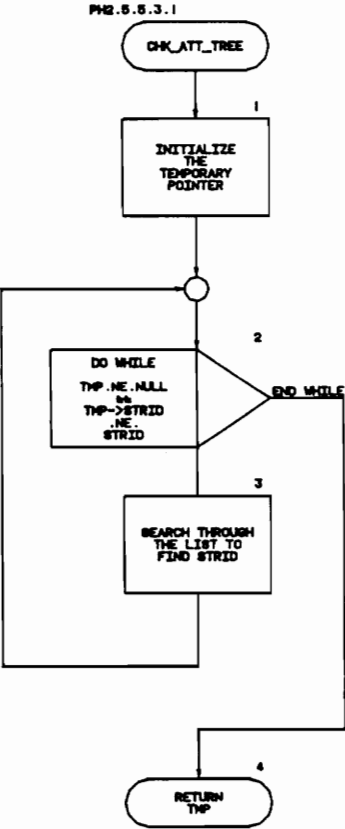 PH2.5.5.3.1
CHK_ATT_TREE
1
INITIALIZE
THE
TEMPORARY
POINTER
2
DO WHILE
TMP.NE.NULL
&&
TMP->STRID
.NE.
STRID
END WHILE
3
SEARCH THROUGH
THE LIST TO
FIND STRID
4
RETURN
TMP